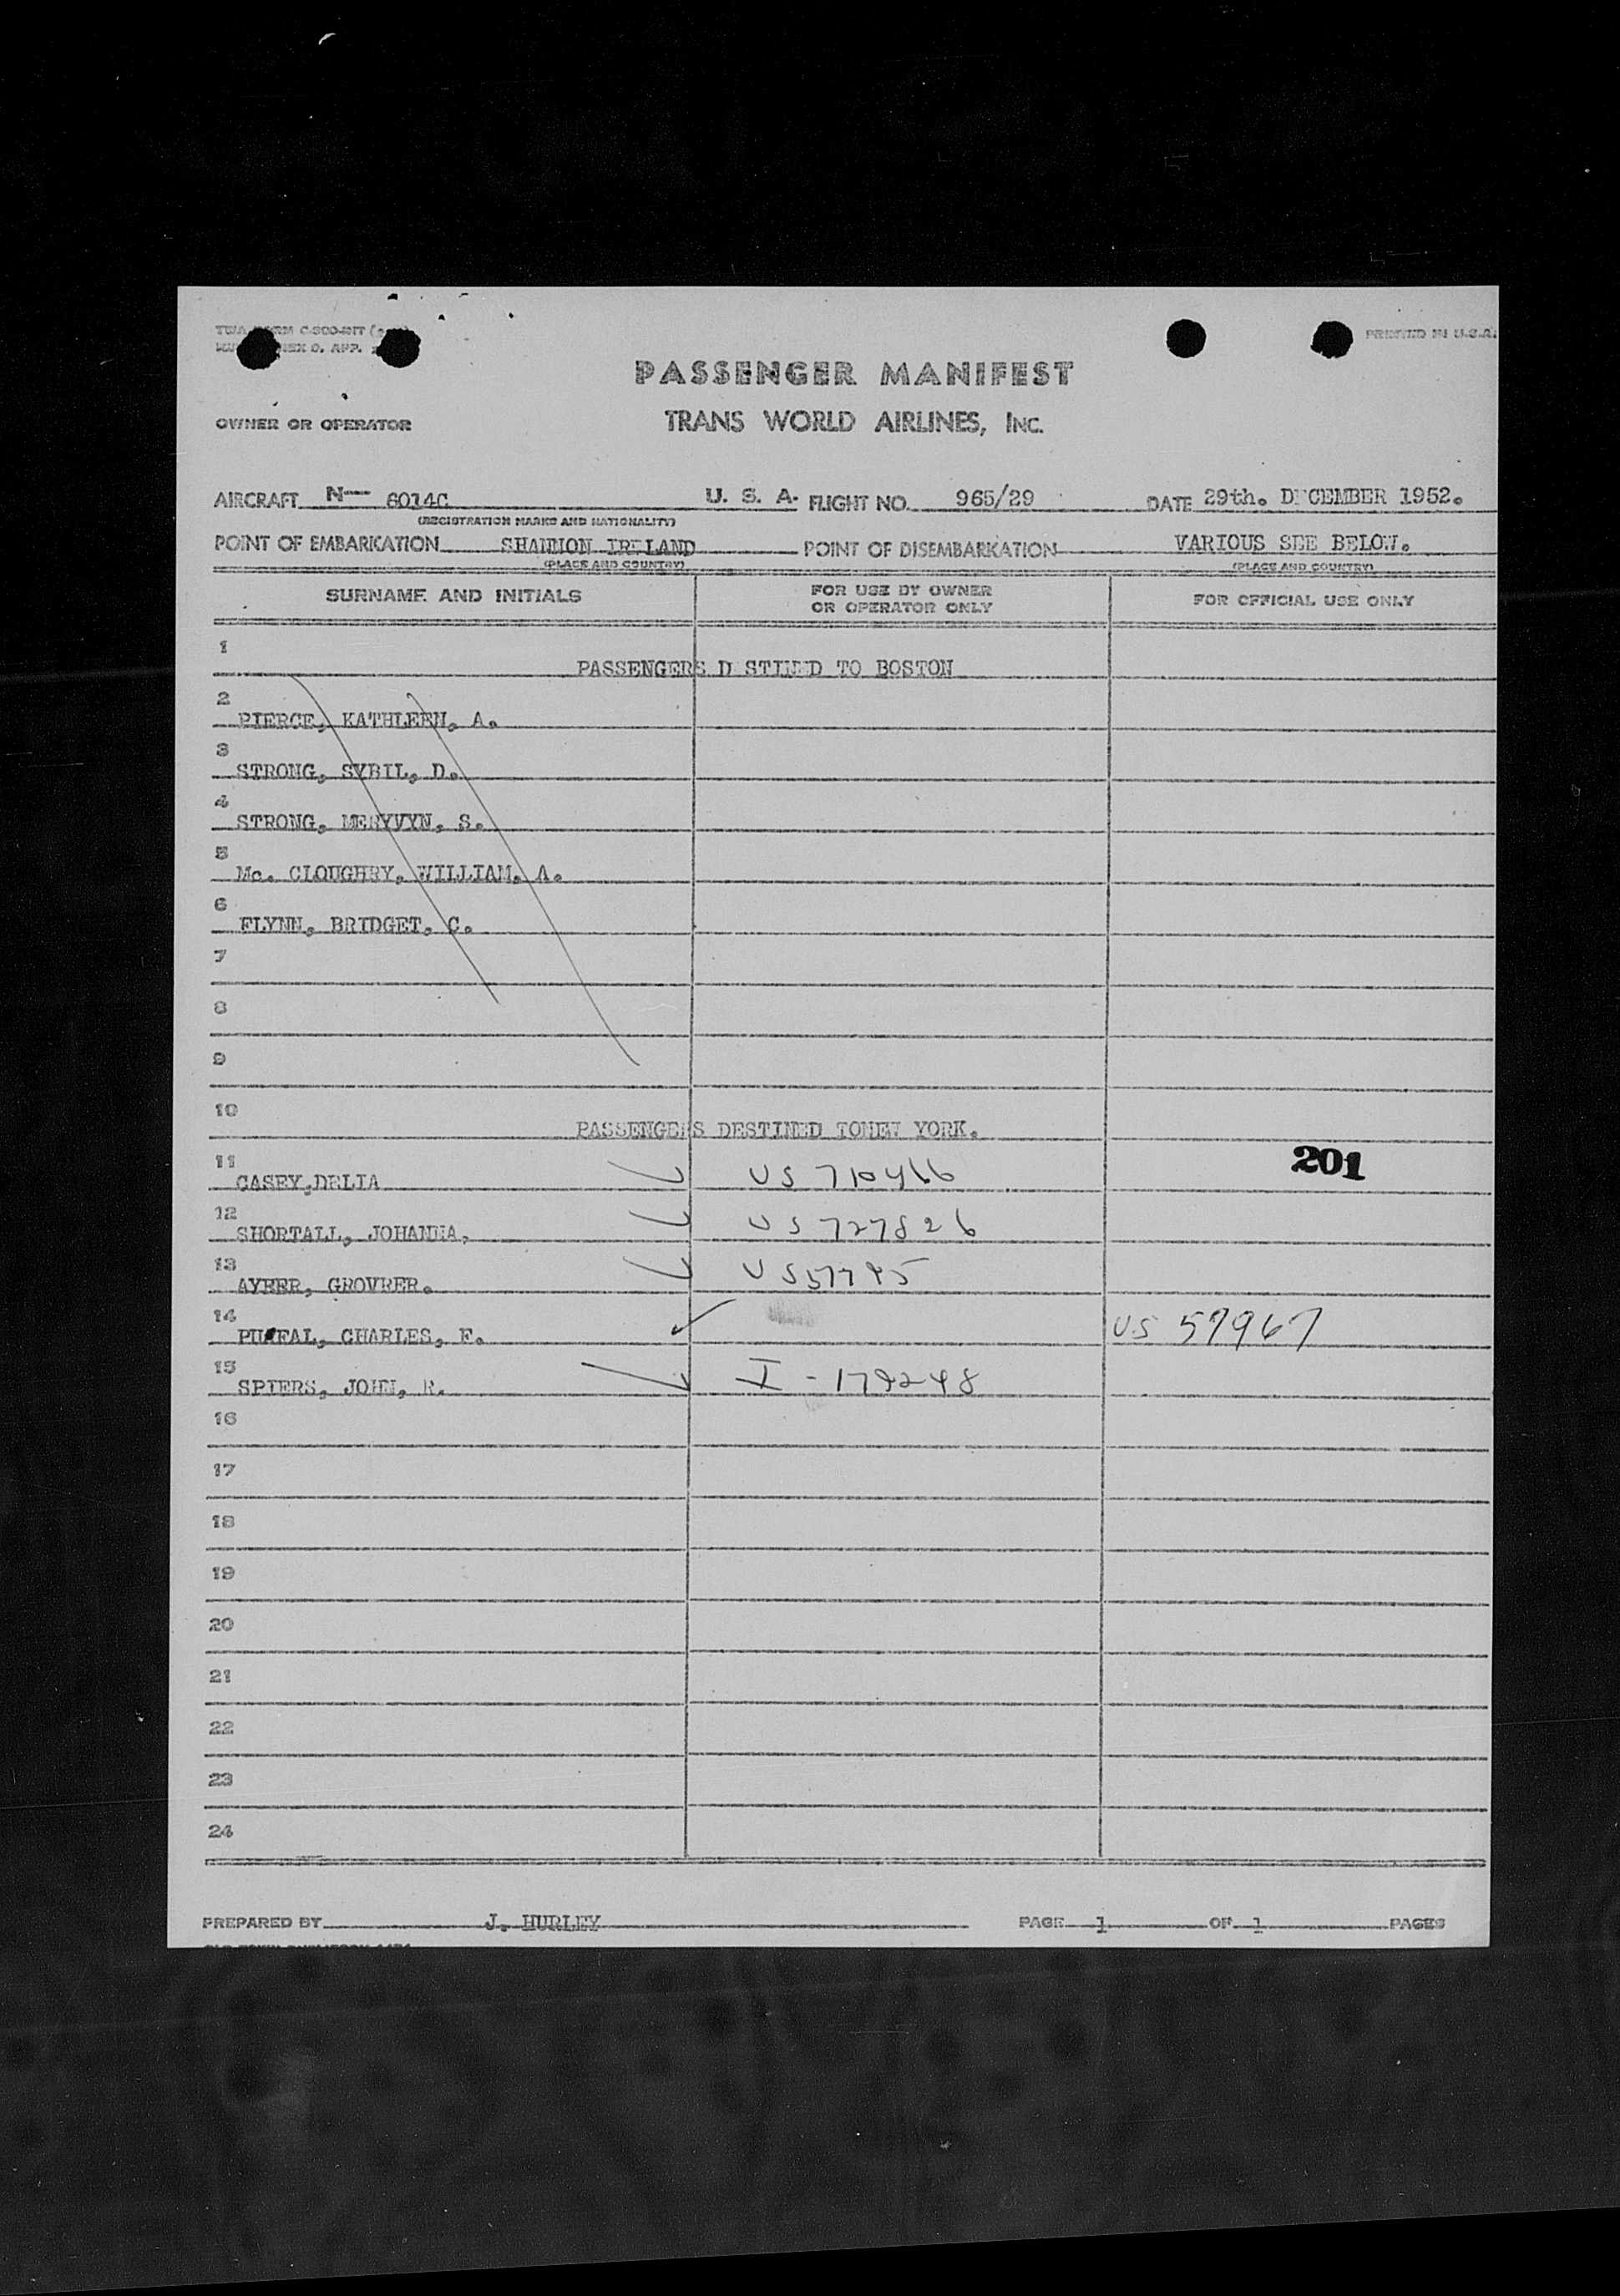 PRINTED IN U.S.A.
PASSENGER MANIFEST
OWNER OR OPERATOR TRANS WORLD AIRLINES, INC.
AIRCRAFT N— 6014C U. S. A. FLIGHT NO. 965/29 DATE 29th. DECEMBER 1952.
(REGISTRATION MARKS AND NATIONALITY)
POINT OF EMBARKATION SHANNON IRELAND POINT OF DISEMBARKATION VARIOUS SEE BELOW.
(PLACE AND COUNTRY) (PLACE AND COUNTRY)
SURNAME AND INITIALS FOR USE BY OWNER OR OPERATOR ONLY FOR OFFICIAL USE ONLY
1 PASSENGERS D STINED TO BOSTON
2 PIERCE, KATHLEEN, A.
3 STRONG, SYBIL, D.
4 STRONG, MERYVYN, S.
5 Mc. CLOUGHRY, WILLIAM, A.
6 FLYNN, BRIDGET, C.
7
8
9
10 PASSENGERS DESTINED TONEW YORK.
201
11 CASEY,DELIA US 710466
12 SHORTALL, JOHANNA, US 727826
13 AYRER, GROVRER. US 57795
14 CHARLES, F. US 57967
15 SPIERS, JOHN, R. I-179248
16
17
18
19
20
21
22
23
24
PREPARED BY J. HURLEY PAGE 1 OF 1 PAGES